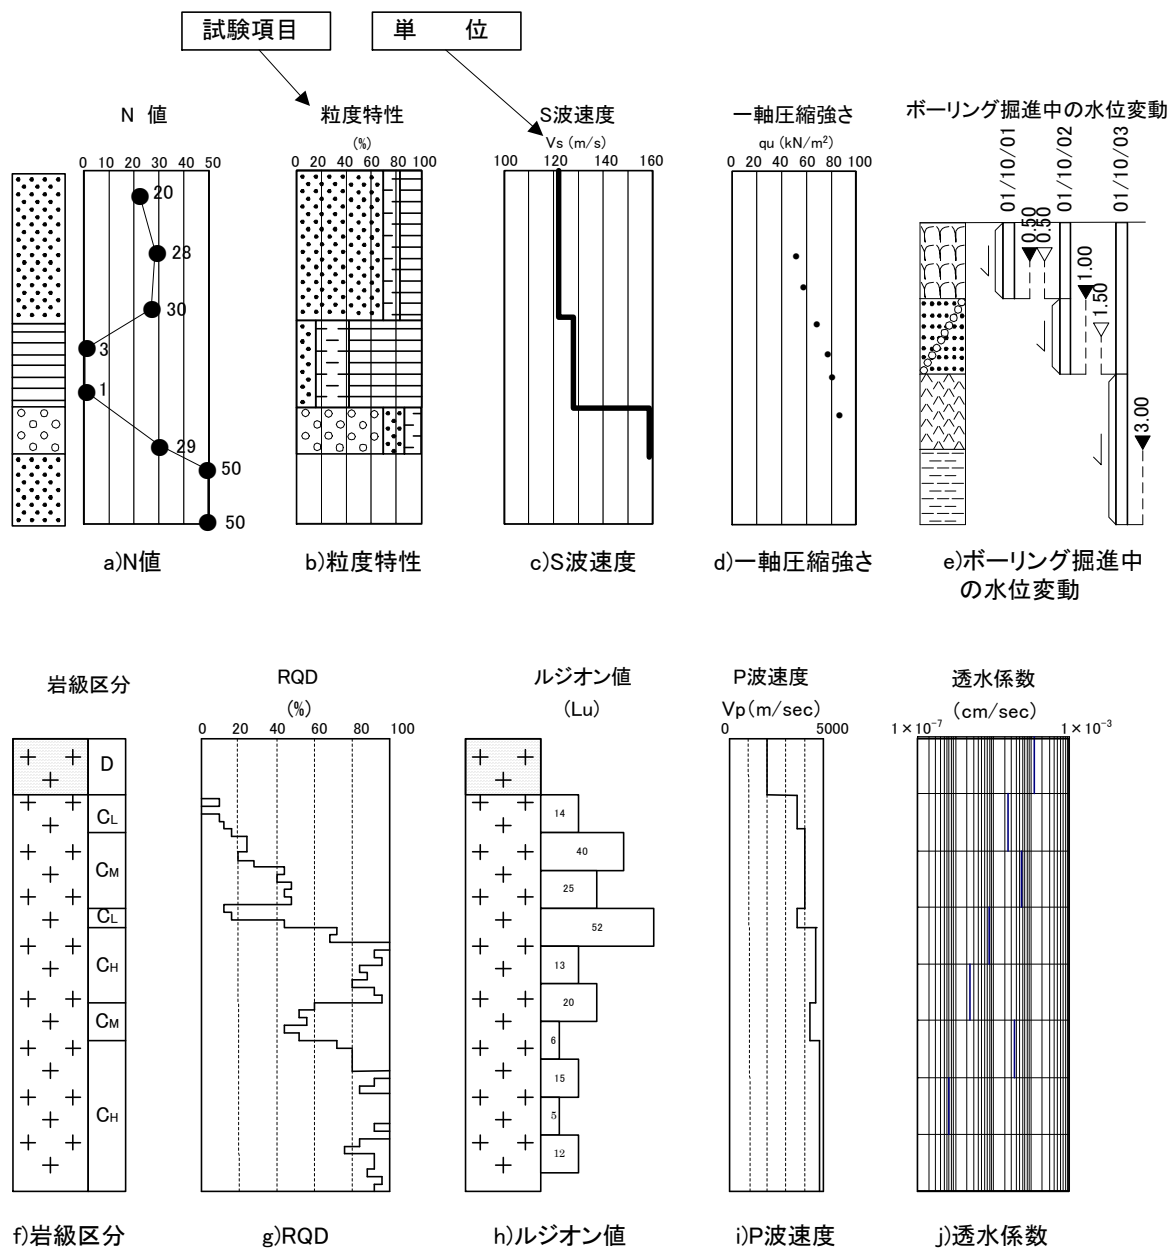 試験項目
単　位
N 値
0 10 20 30 40 50
20
28
30
3
1
29
50
50
a)N値
粒度特性
(%)
0 20 40 60 80 100
b)粒度特性
S波速度
Vs (m/s)
100 120 140 160
c)S波速度
一軸圧縮強さ
qu (kN/m²)
0 20 40 60 80 100
d)一軸圧縮強さ
ボーリング掘進中の水位変動
01/10/01
01/10/02
01/10/03
0.50
0.50
1.00
1.50
3.00
e)ボーリング掘進中
の水位変動
岩級区分
D
CL
CM
CL
CH
CM
CH
f)岩級区分
RQD
(%)
0 20 40 60 80 100
g)RQD
ルジオン値
(Lu)
14
40
25
52
13
20
6
15
5
12
h)ルジオン値
P波速度
Vp(m/sec)
0 5000
i)P波速度
透水係数
(cm/sec)
1×10⁻⁷ 1×10⁻³
j)透水係数